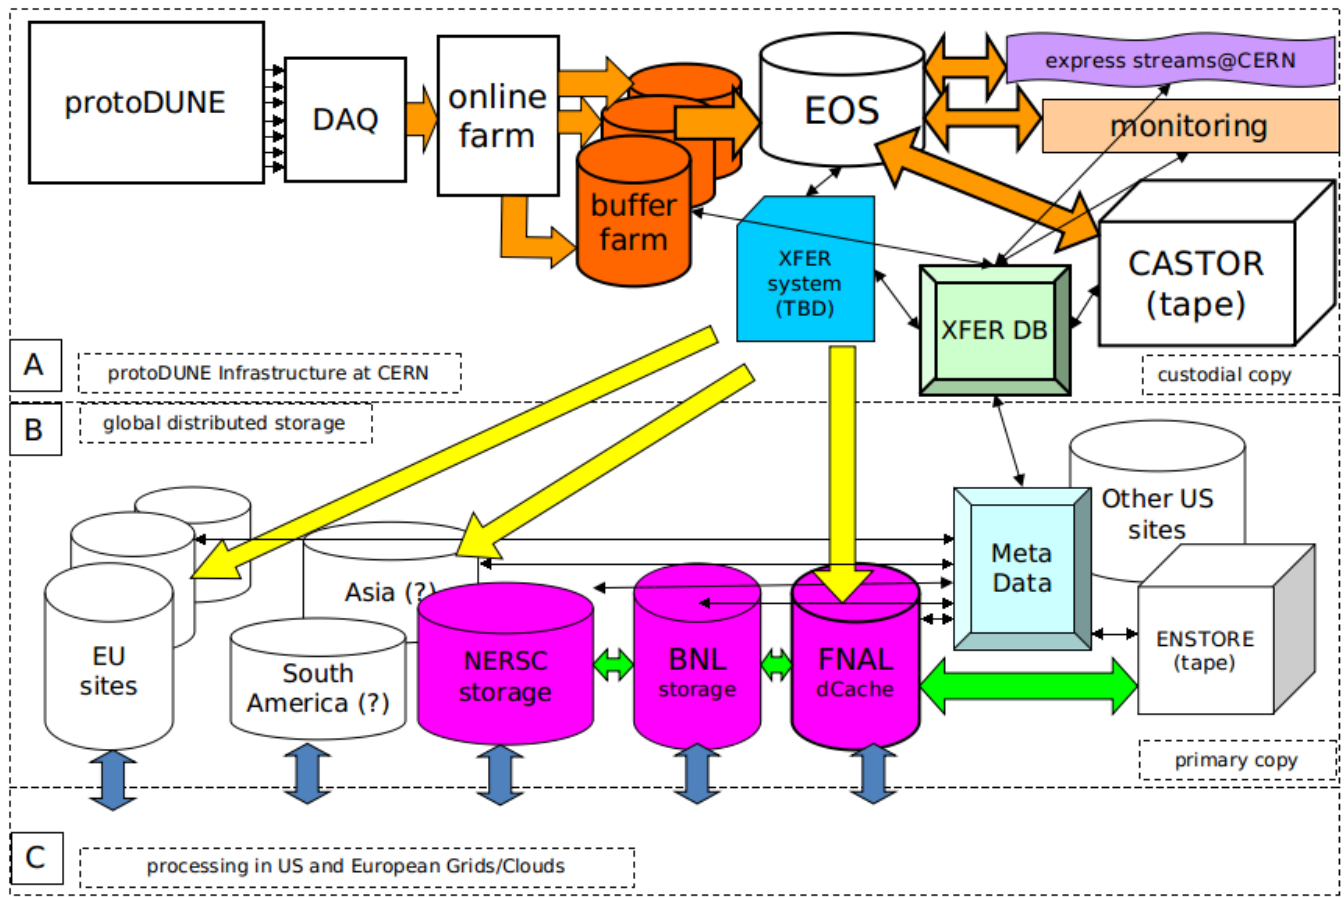 protoDUNE
DAQ
online
farm
buffer
farm
EOS
express streams@CERN
monitoring
XFER
system
(TBD)
XFER DB
CASTOR
(tape)
A
protoDUNE Infrastructure at CERN
custodial copy
B
global distributed storage
EU
sites
Asia (?)
South
America (?)
NERSC
storage
BNL
storage
FNAL
dCache
Meta
Data
Other US
sites
ENSTORE
(tape)
primary copy
C
processing in US and European Grids/Clouds